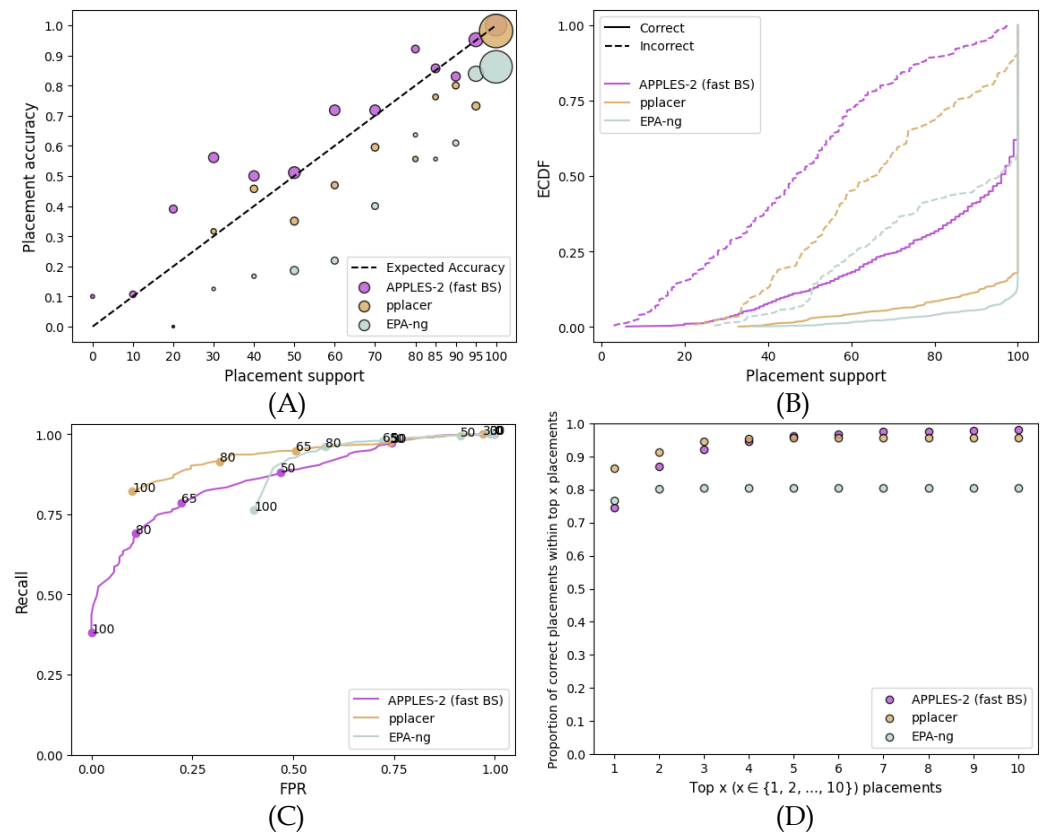 1.0
0.9
0.8
0.7
0.6
0.5
0.4
0.3
0.2
0.1
0.0
Placement accuracy
Expected Accuracy
APPLES-2 (fast BS)
pplacer
EPA-ng
0 10 20 30 40 50 60 70 80 85 90 95 100
Placement support
(A)
1.00
0.75
0.50
0.25
0.00
ECDF
Correct
Incorrect
APPLES-2 (fast BS)
pplacer
EPA-ng
0 20 40 60 80 100
Placement support
(B)
1.00
0.75
0.50
0.25
0.00
Recall
100 80 65 50
100 80 65 50 30 0
100 80 65 50
APPLES-2 (fast BS)
pplacer
EPA-ng
0.00 0.25 0.50 0.75 1.00
FPR
(C)
1.0
0.9
0.8
0.7
0.6
0.5
0.4
0.3
0.2
0.1
0.0
Proportion of correct placements within top x placements
APPLES-2 (fast BS)
pplacer
EPA-ng
1 2 3 4 5 6 7 8 9 10
Top x (x ∈ {1, 2, ..., 10}) placements
(D)